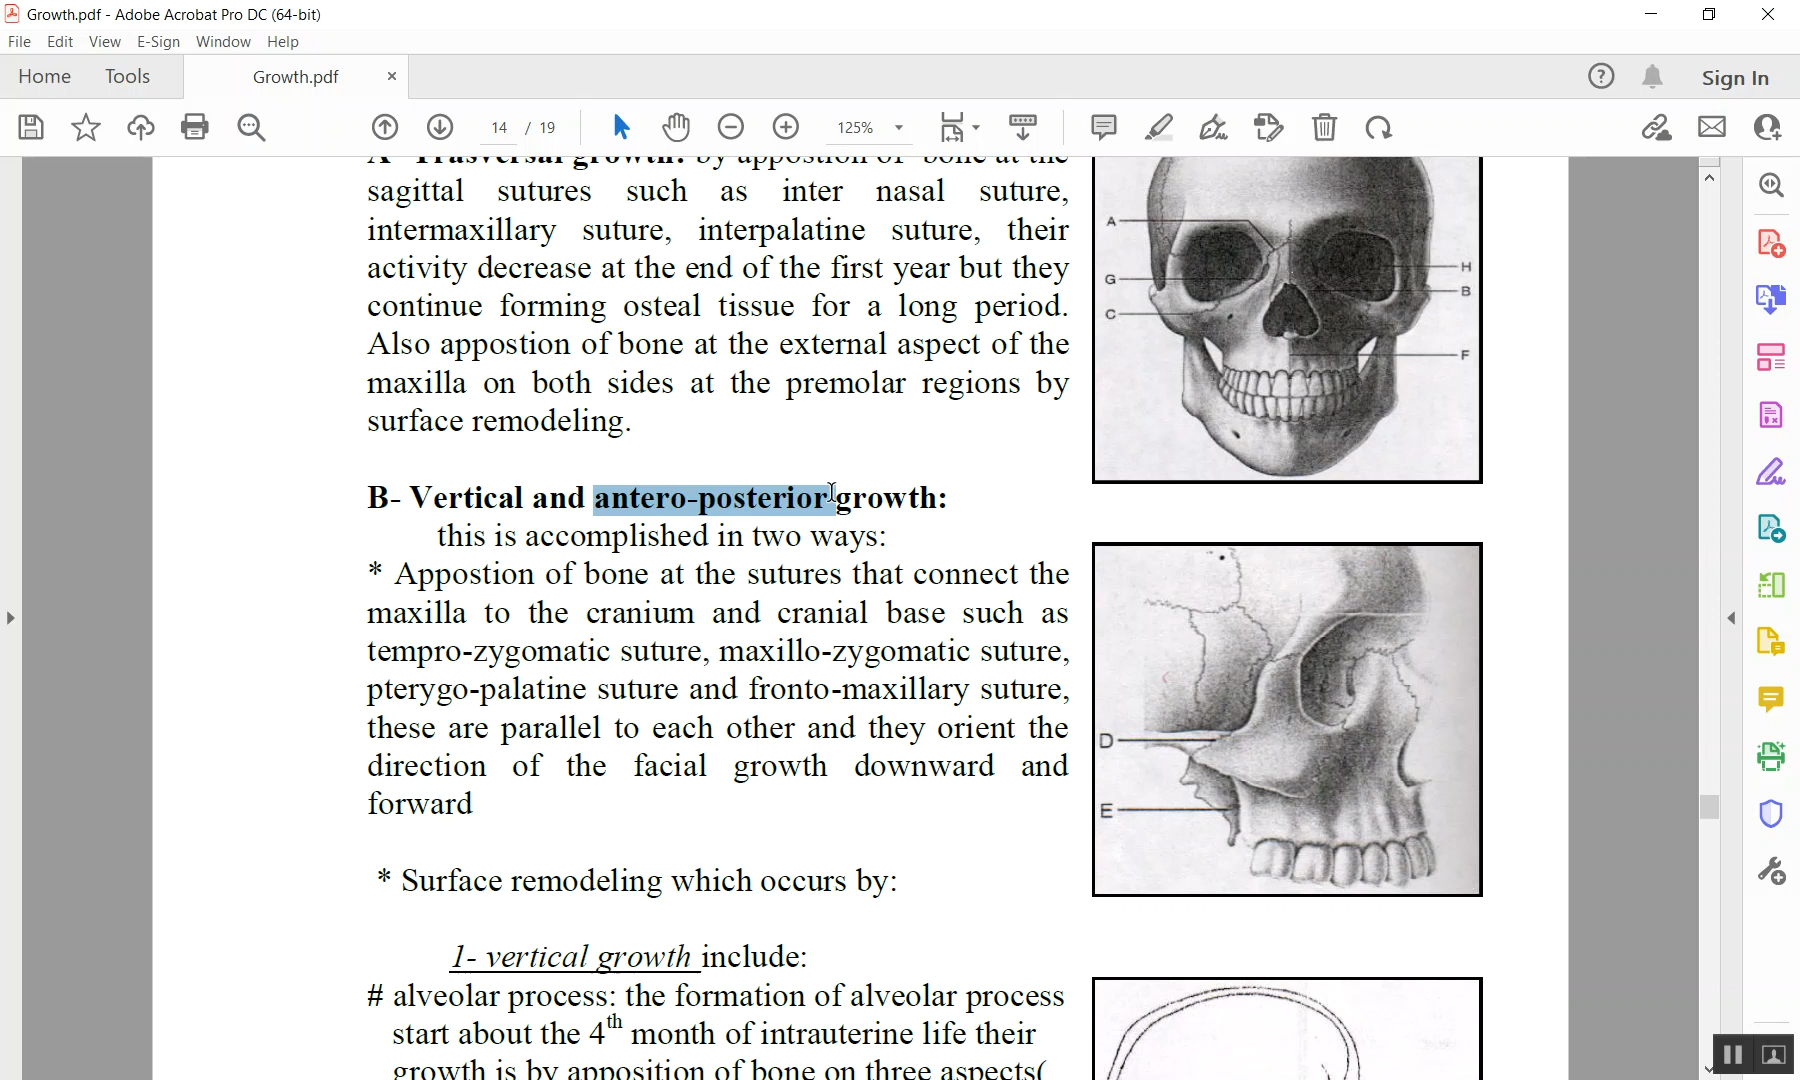 Growth.pdf - Adobe Acrobat Pro DC (64-bit)
File Edit View E-Sign Window Help
Home Tools Growth.pdf × Sign In
14 / 19 125%
A- Trasversal growth: by appostion of bone at the
sagittal sutures such as inter nasal suture,
intermaxillary suture, interpalatine suture, their
activity decrease at the end of the first year but they
continue forming osteal tissue for a long period.
Also appostion of bone at the external aspect of the
maxilla on both sides at the premolar regions by
surface remodeling.
B- Vertical and antero-posterior growth:
this is accomplished in two ways:
* Appostion of bone at the sutures that connect the
maxilla to the cranium and cranial base such as
tempro-zygomatic suture, maxillo-zygomatic suture,
pterygo-palatine suture and fronto-maxillary suture,
these are parallel to each other and they orient the
direction of the facial growth downward and
forward
* Surface remodeling which occurs by:
1- vertical growth include:
# alveolar process: the formation of alveolar process
start about the 4th month of intrauterine life their
growth is by apposition of bone on three aspects(
A
G
C
H
B
F
D
E